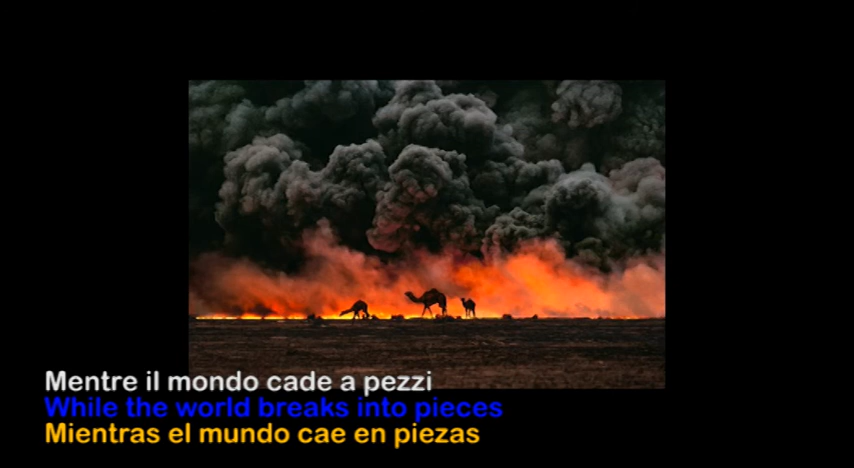 Mentre il mondo cade a pezzi
While the world breaks into pieces
Mientras el mundo cae en piezas